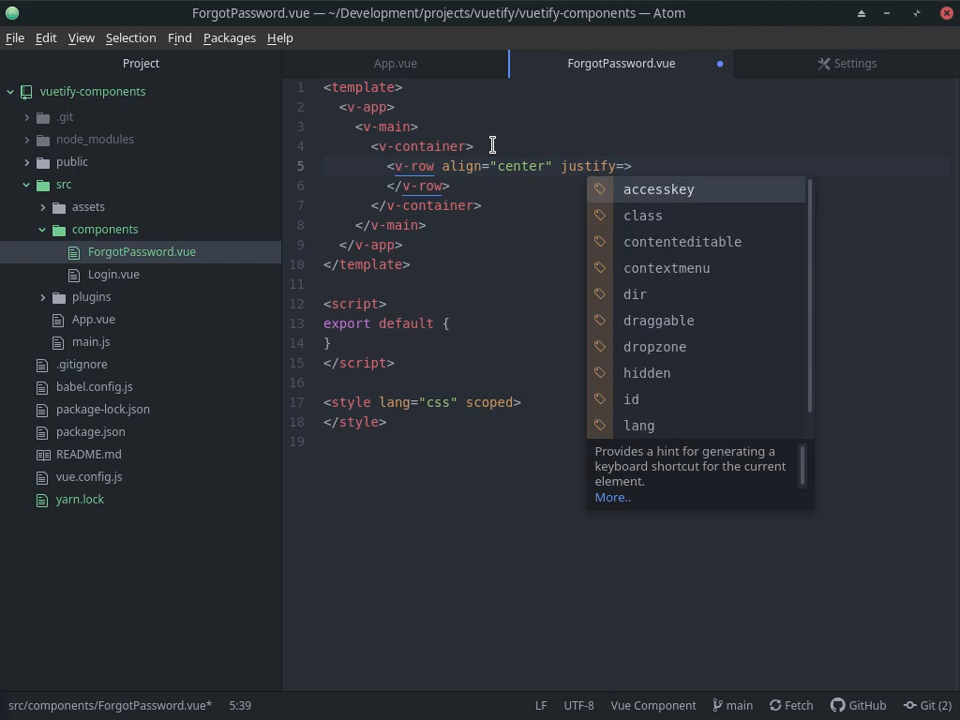 ForgotPassword.vue — ~/Development/projects/vuetify/vuetify-components — Atom
File Edit View Selection Find Packages Help
Project
vuetify-components
.git
node_modules
public
src
assets
components
ForgotPassword.vue
Login.vue
plugins
App.vue
main.js
.gitignore
babel.config.js
package-lock.json
package.json
README.md
vue.config.js
yarn.lock
App.vue
ForgotPassword.vue
Settings
1 <template>
2 <v-app>
3 <v-main>
4 <v-container>
5 <v-row align="center" justify=>
6 </v-row>
7 </v-container>
8 </v-main>
9 </v-app>
10 </template>
11
12 <script>
13 export default {
14 }
15 </script>
16
17 <style lang="css" scoped>
18 </style>
19
accesskey
class
contenteditable
contextmenu
dir
draggable
dropzone
hidden
id
lang
Provides a hint for generating a
keyboard shortcut for the current
element.
More..
src/components/ForgotPassword.vue* 5:39 LF UTF-8 Vue Component main Fetch GitHub Git (2)